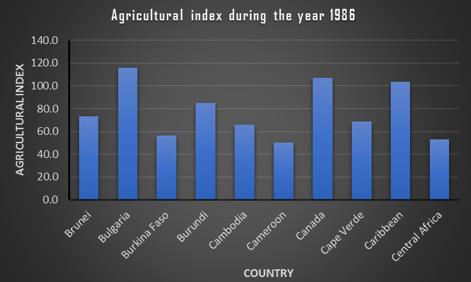 Agricultural index during the year 1986
AGRICULTURAL INDEX
140.0
120.0
100.0
80.0
60.0
40.0
20.0
0.0
Brunei
Bulgaria
Burkina Faso
Burundi
Cambodia
Cameroon
Canada
Cape Verde
Caribbean
Central Africa
COUNTRY